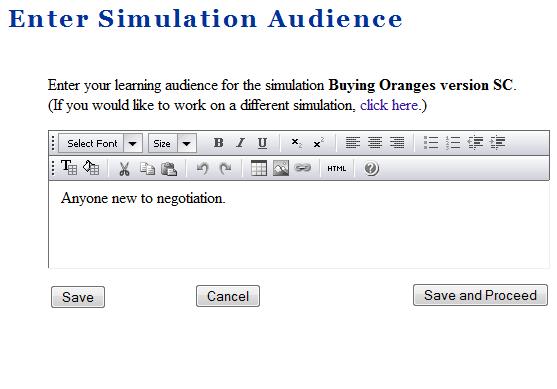 Enter Simulation Audience
Enter your learning audience for the simulation Buying Oranges version SC.
(If you would like to work on a different simulation, click here.)
Select Font Size B I U x₂ x²
HTML ?
Anyone new to negotiation.
Save Cancel Save and Proceed